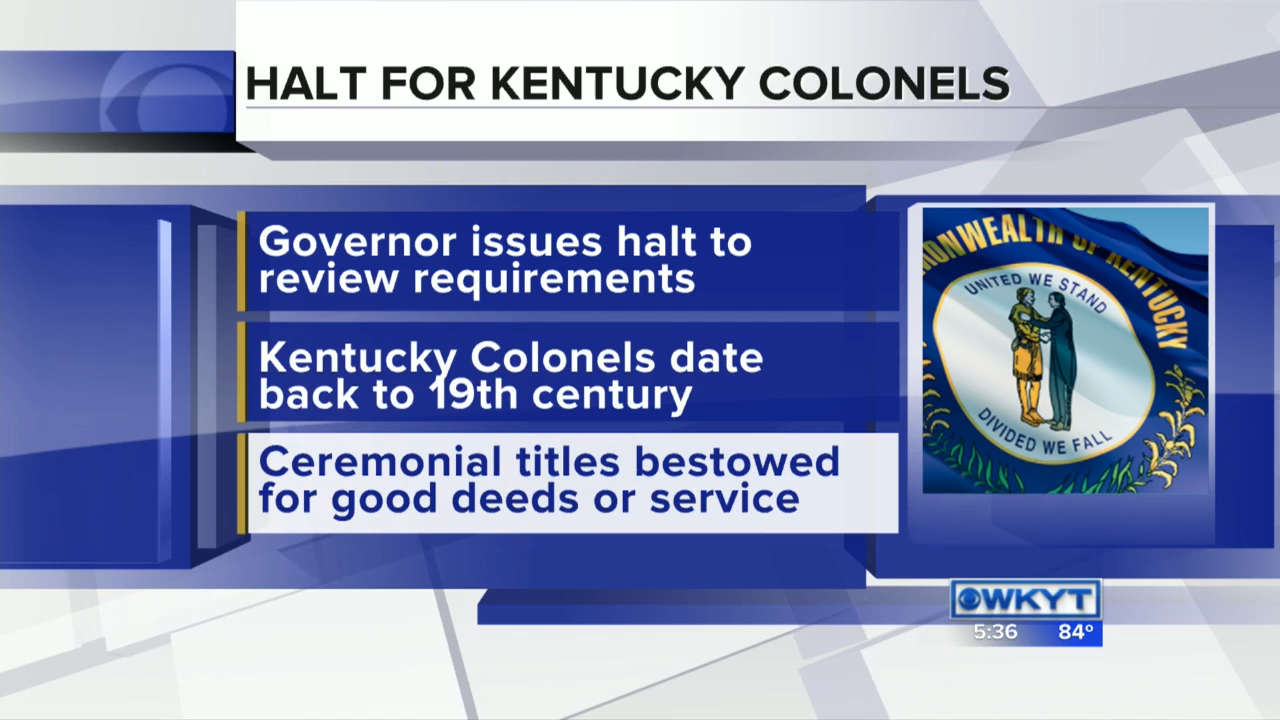 HALT FOR KENTUCKY COLONELS
Governor issues halt to
review requirements
Kentucky Colonels date
back to 19th century
Ceremonial titles bestowed
for good deeds or service
MONWEALTH OF KENTUCKY
UNITED WE STAND
DIVIDED WE FALL
WKYT
5:36 84°